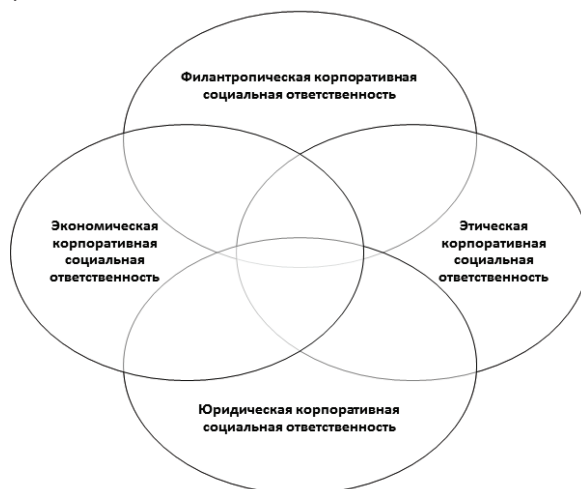 Филантропическая корпоративная
социальная ответственность
Экономическая
корпоративная
социальная
ответственность
Этическая
корпоративная
социальная
ответственность
Юридическая корпоративная
социальная ответственность